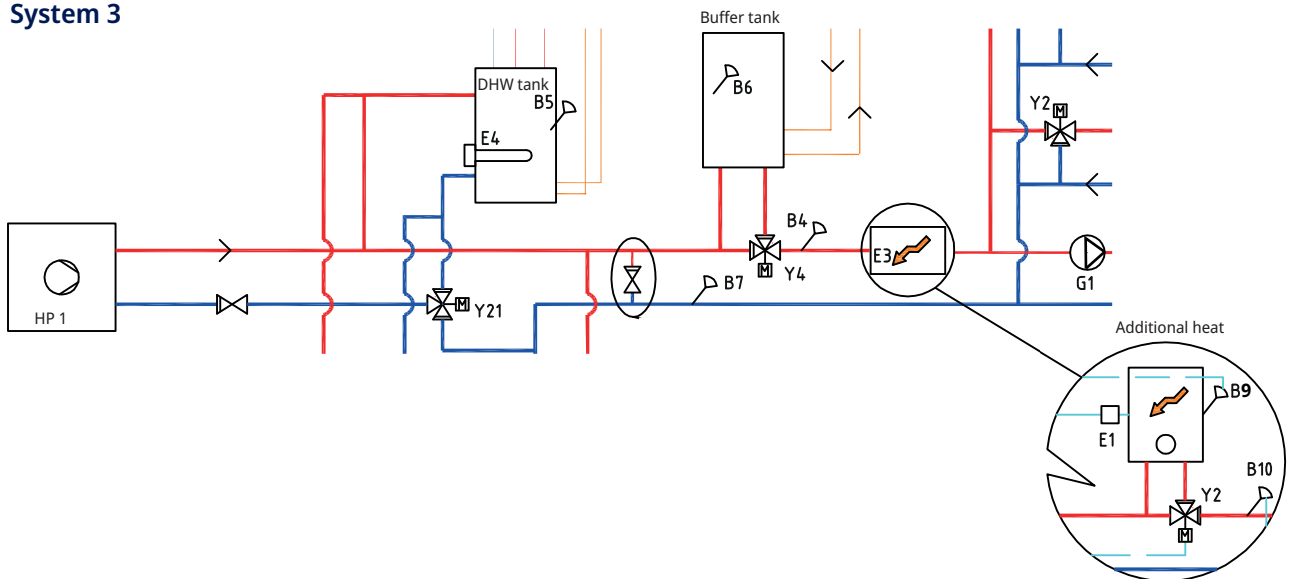 System 3
Buffer tank
DHW tank
B5
B6
Y2
M
E4
B4
E3
G1
M
Y4
B7
HP 1
M
Y21
Additional heat
B9
E1
B10
Y2
M